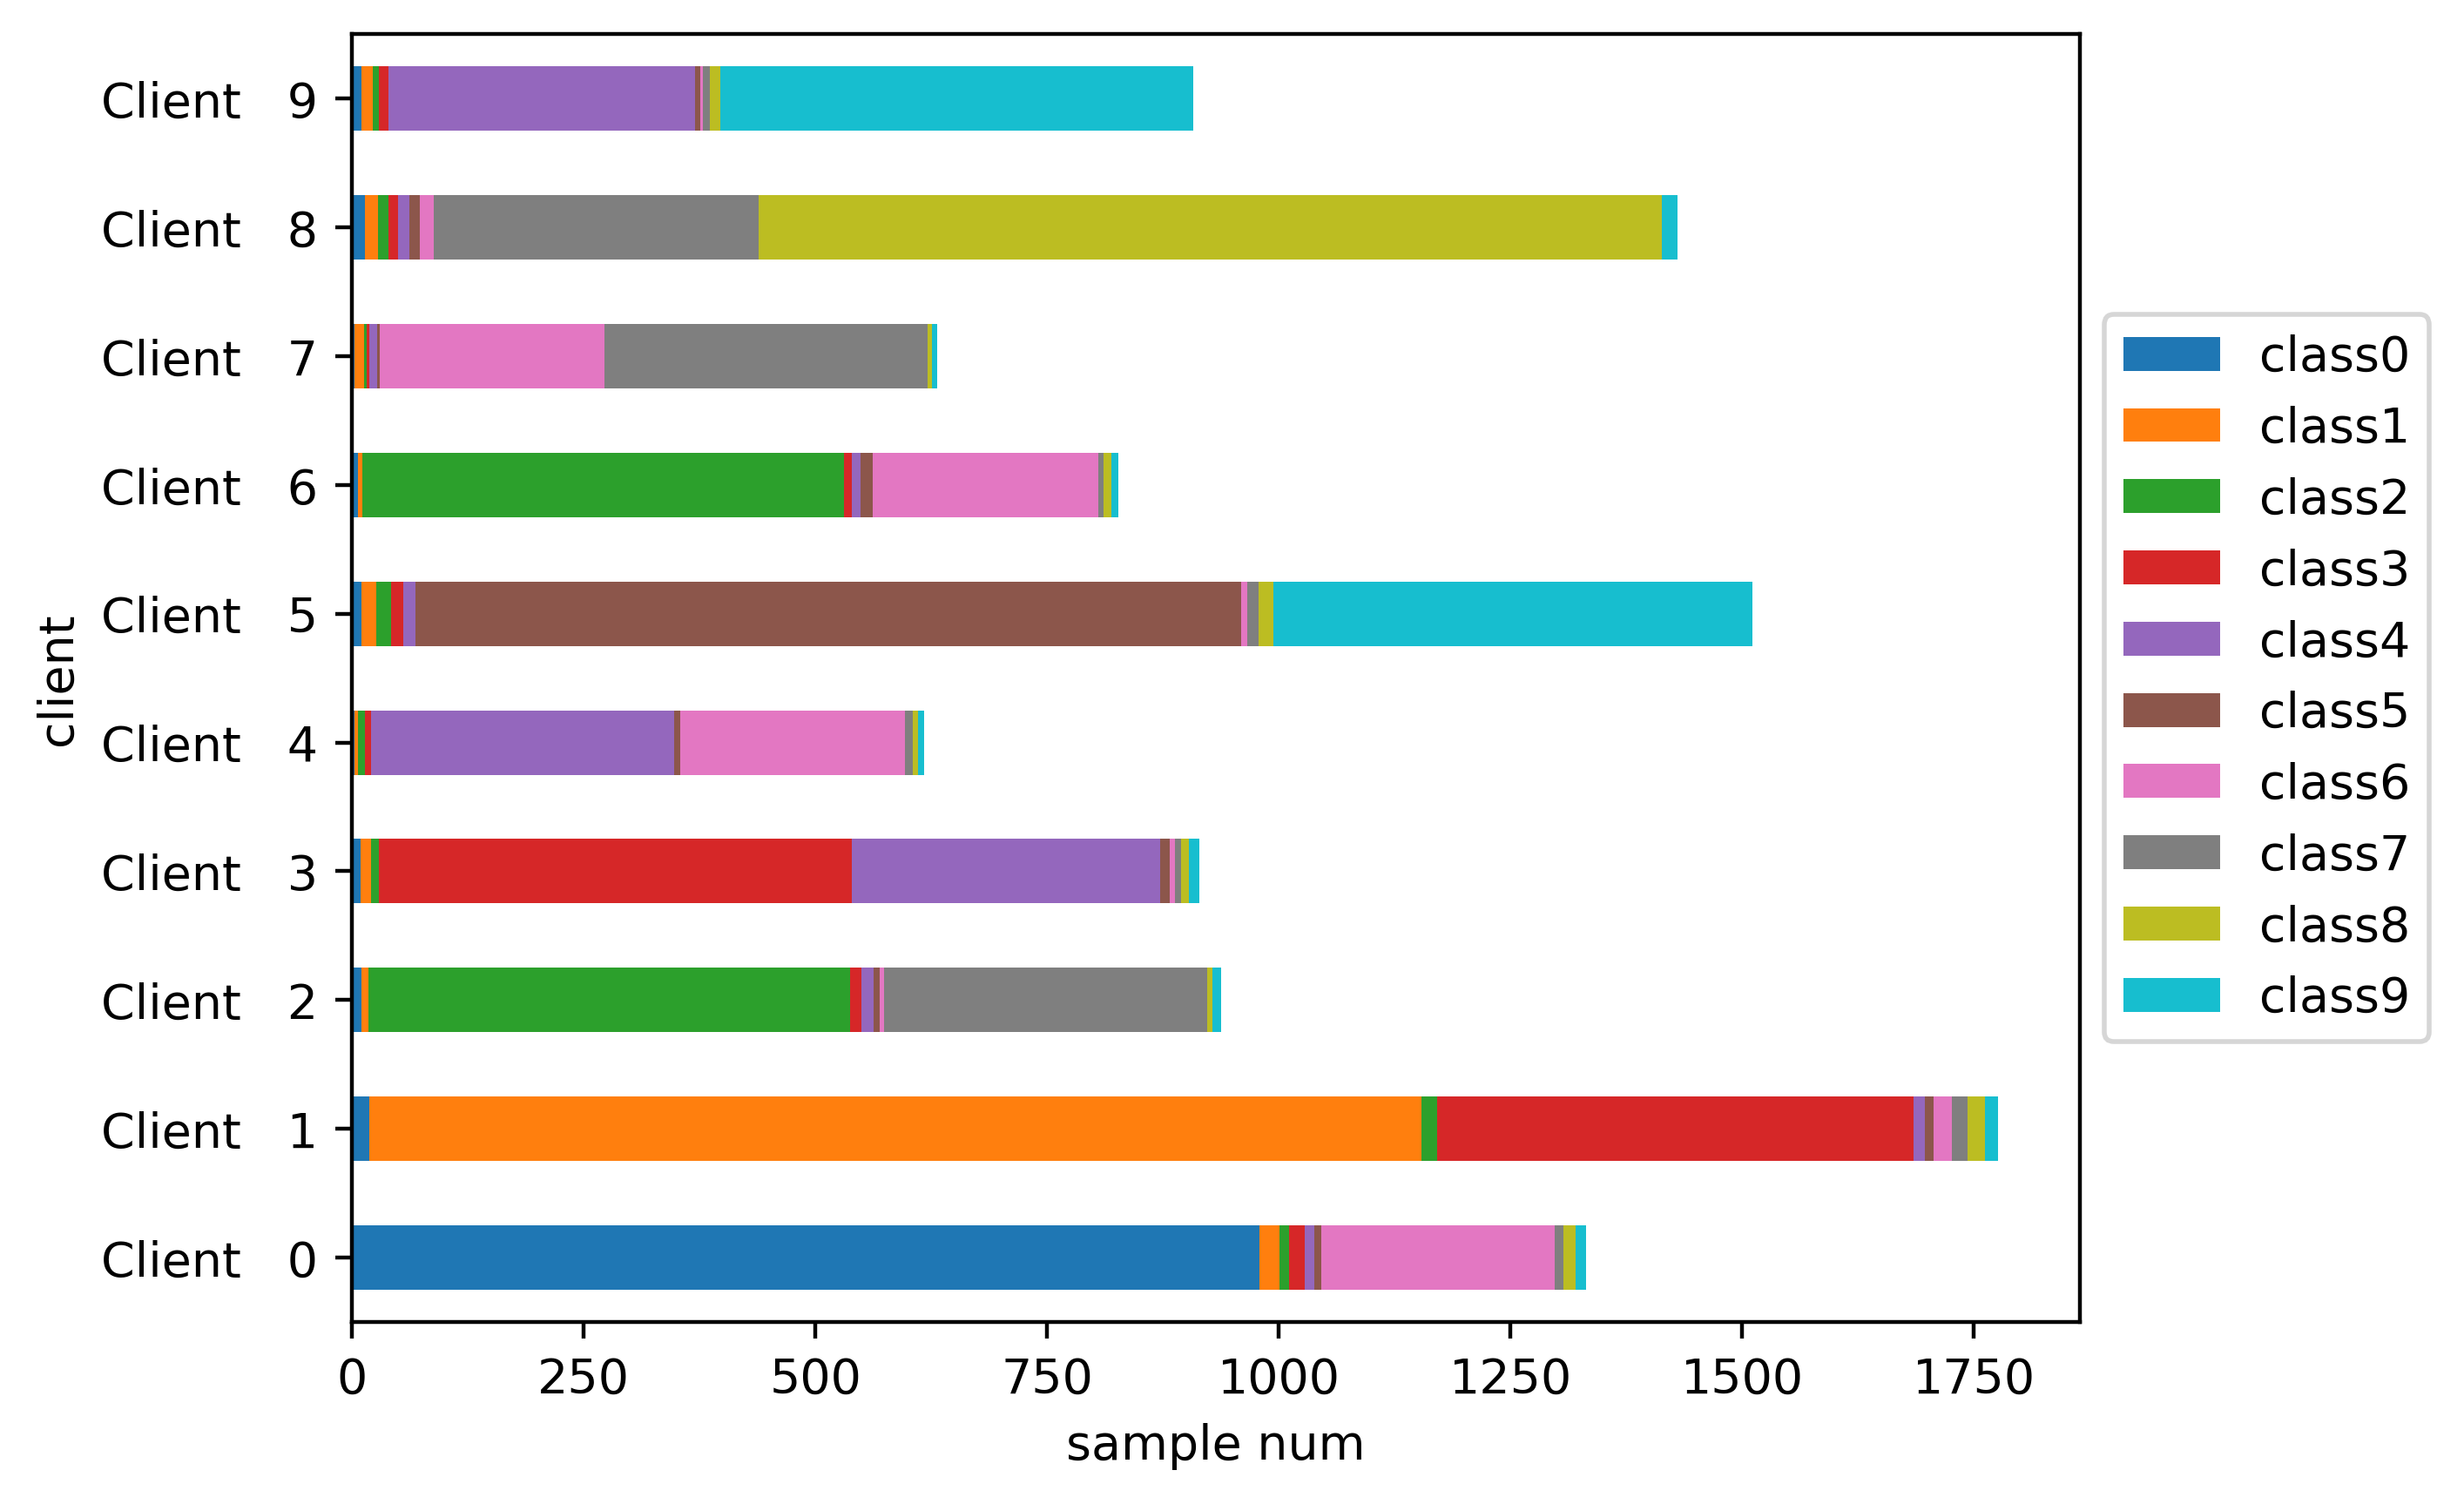 client
Client 9
Client 8
Client 7
Client 6
Client 5
Client 4
Client 3
Client 2
Client 1
Client 0
0 250 500 750 1000 1250 1500 1750
sample num
class0
class1
class2
class3
class4
class5
class6
class7
class8
class9